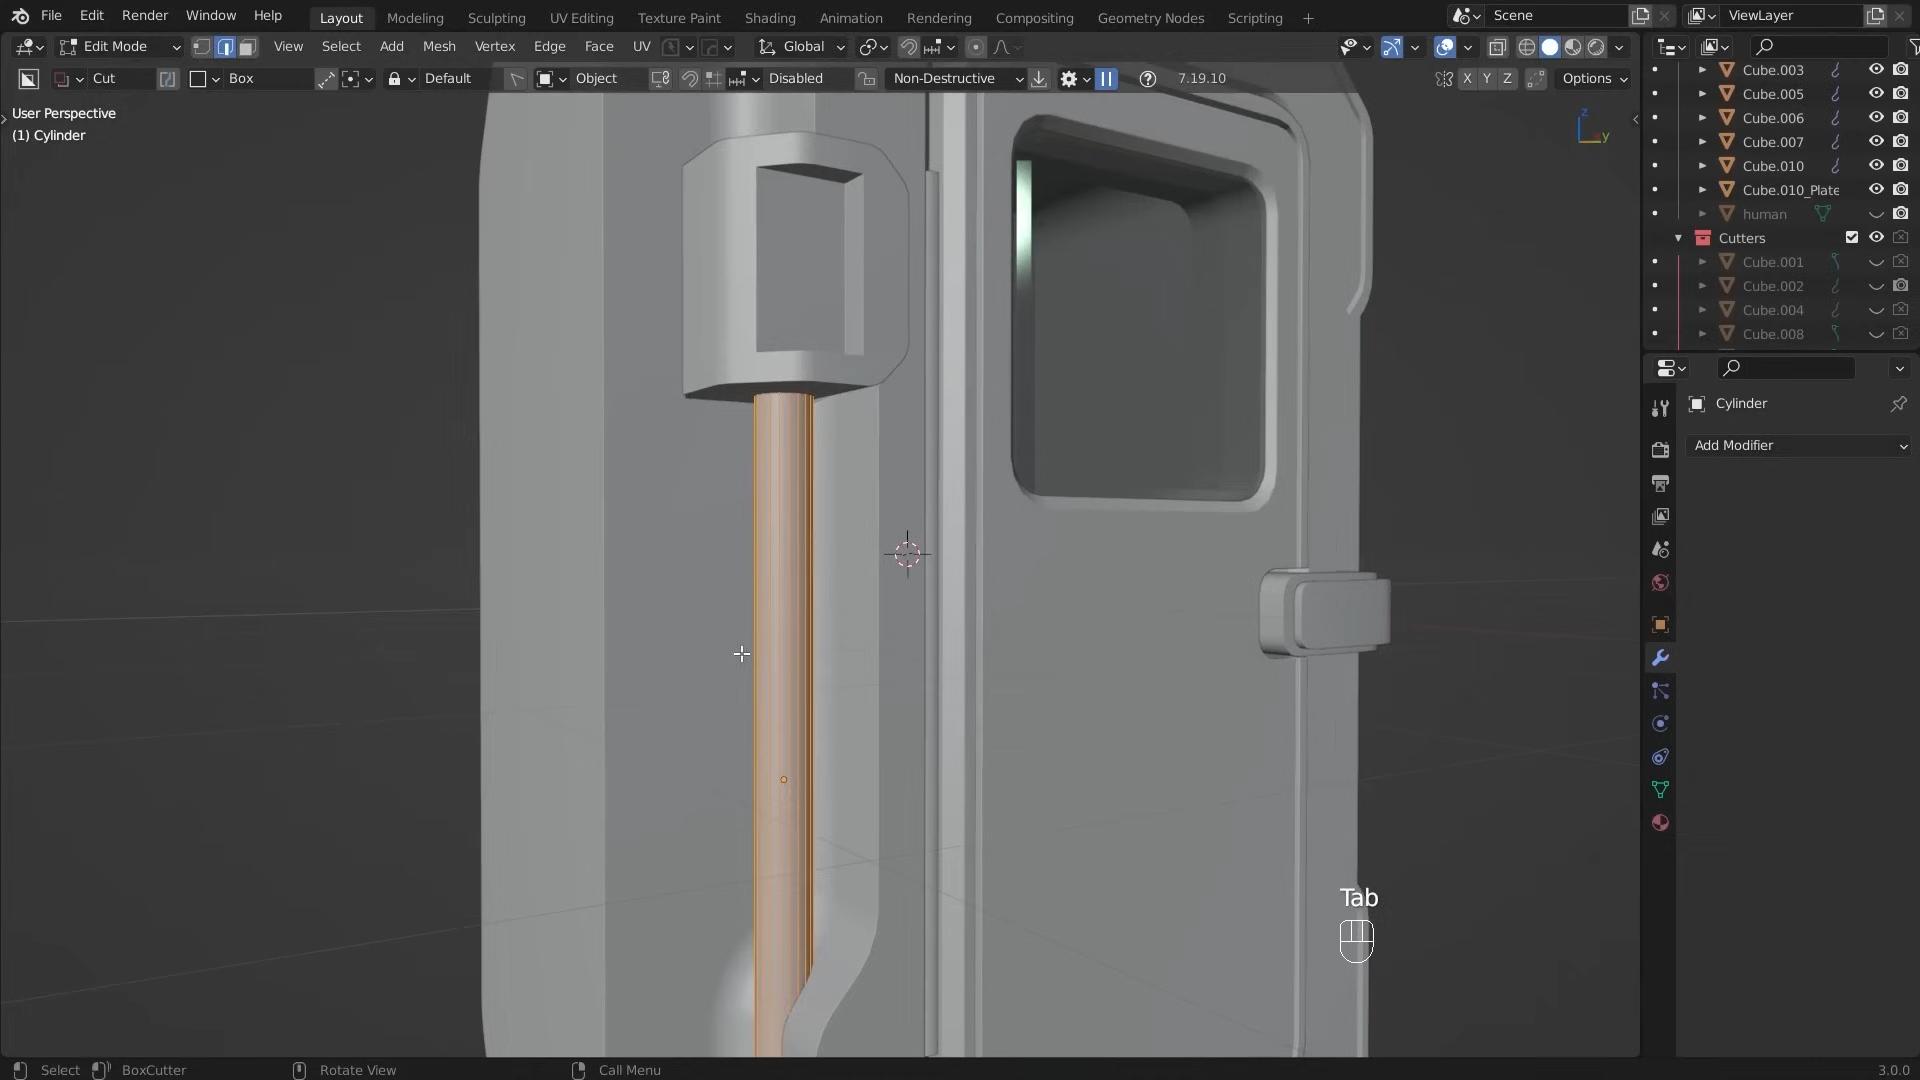 File Edit Render Window Help Layout Modeling Sculpting UV Editing Texture Paint Shading Animation Rendering Compositing Geometry Nodes Scripting + Scene ViewLayer
Edit Mode View Select Add Mesh Vertex Edge Face UV Global
Cut Box Default Object Disabled Non-Destructive 7.19.10 X Y Z Options
User Perspective
(1) Cylinder
z
y
Cube.003
Cube.005
Cube.006
Cube.007
Cube.010
Cube.010_Plate
human
Cutters
Cube.001
Cube.002
Cube.004
Cube.008
Cylinder
Add Modifier
Tab
Select BoxCutter Rotate View Call Menu 3.0.0